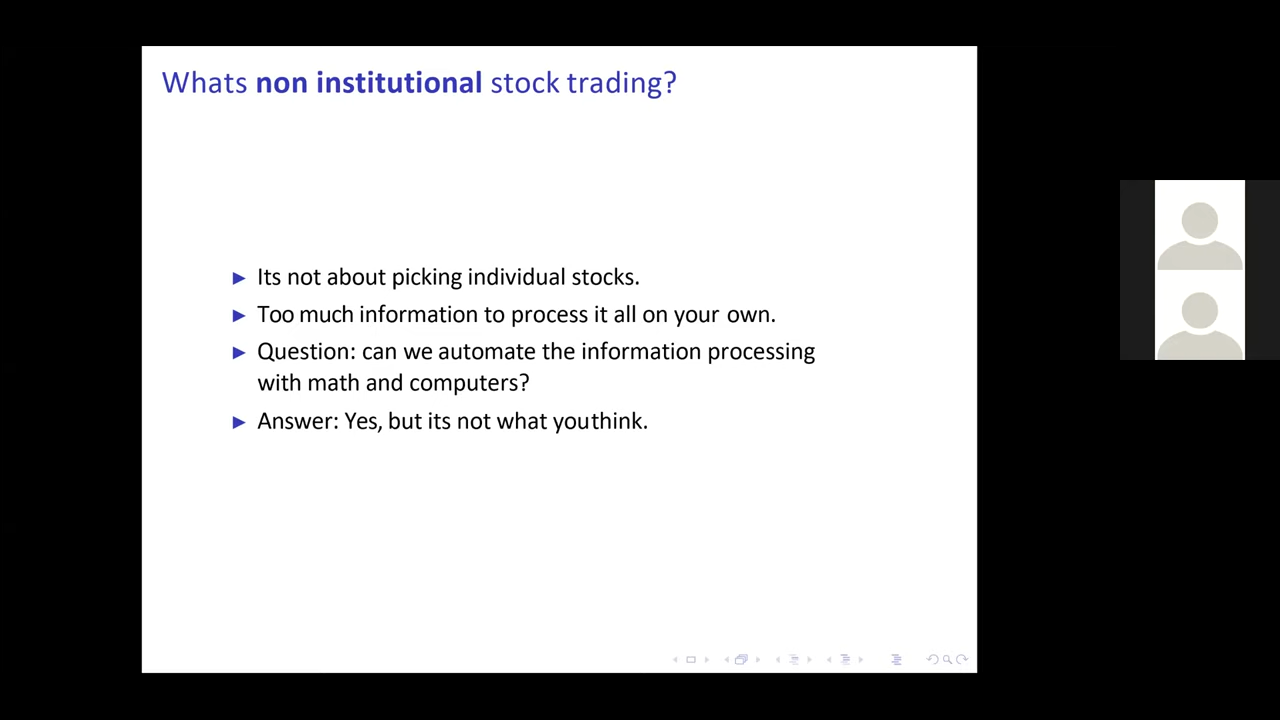 Whats non institutional stock trading?
► Its not about picking individual stocks.
► Too much information to process it all on your own.
► Question: can we automate the information processing
with math and computers?
► Answer: Yes, but its not what youthink.